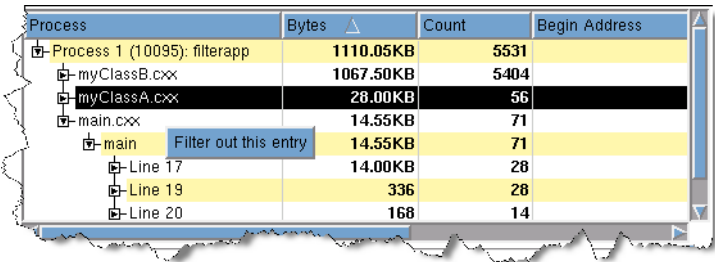 Process Bytes Count Begin Address
Process 1 (10095): filterapp 1110.05KB 5531
myClassB.cxx 1067.50KB 5404
myClassA.cxx 28.00KB 56
main.cxx 14.55KB 71
main Filter out this entry 14.55KB 71
Line 17 14.00KB 28
Line 19 336 28
Line 20 168 14